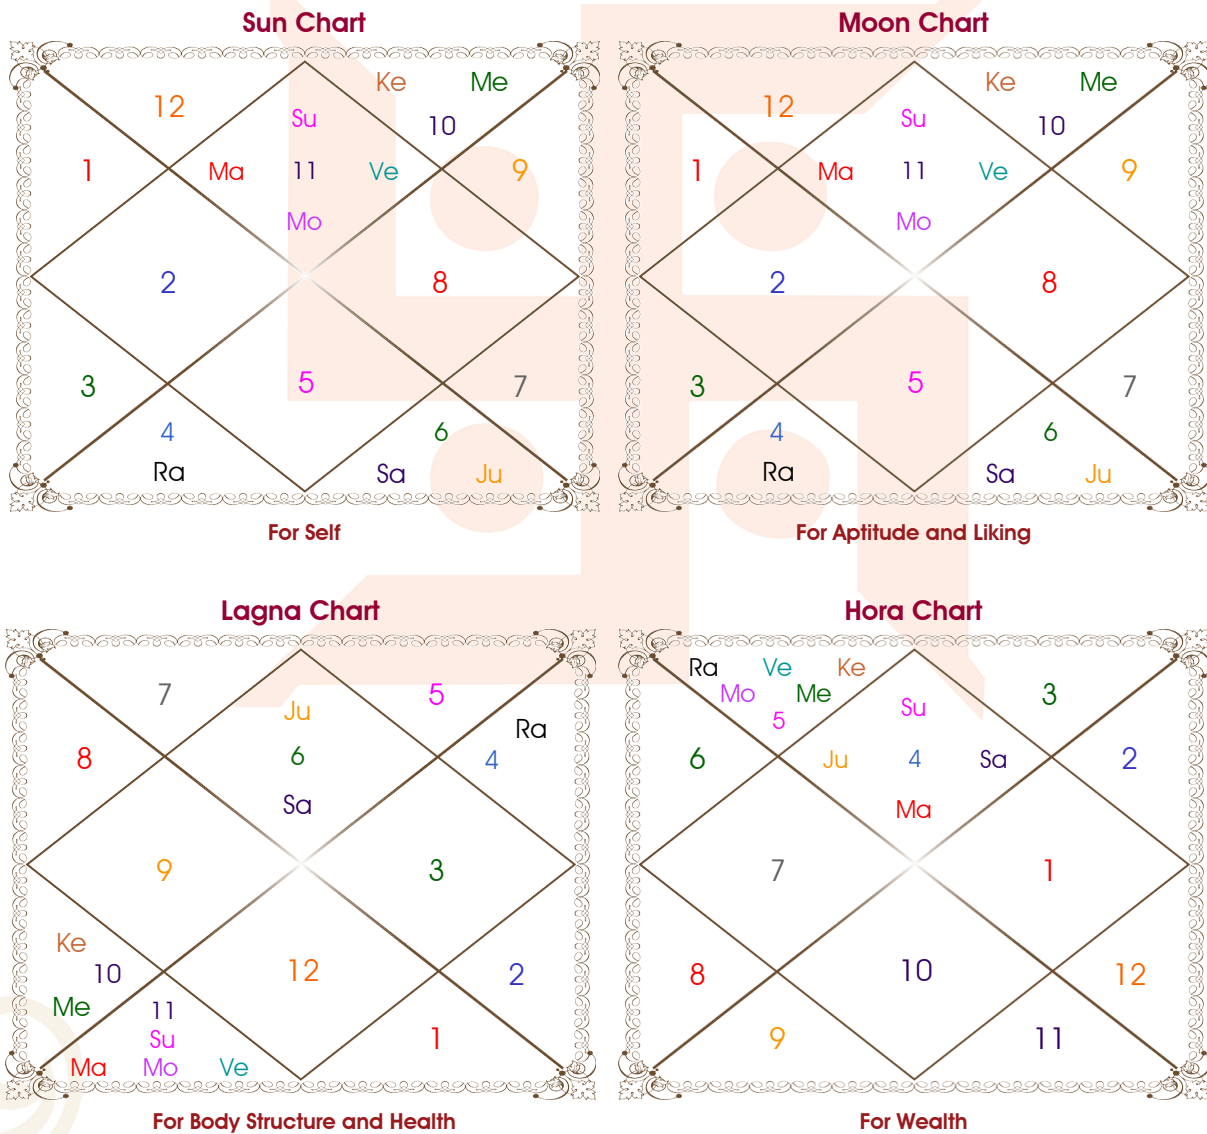 Sun Chart
Ke Me
12
Su
10
1 Ma 11 Ve 9
Mo
2 8
3 5 7
4 6
Ra Sa Ju
For Self
Moon Chart
Ke Me
12
Su
10
1 Ma 11 Ve 9
Mo
2 8
3 5 7
4 6
Ra Sa Ju
For Aptitude and Liking
Lagna Chart
7 5
Ju
Ra
8 6 4
Sa
9 3
Ke
10 12 2
Me
11
Su 1
Ma Mo Ve
For Body Structure and Health
Hora Chart
Ra Ve Ke
Mo Me 3
5 Su
6 Ju 4 Sa 2
Ma
7 1
8 10 12
9 11
For Wealth